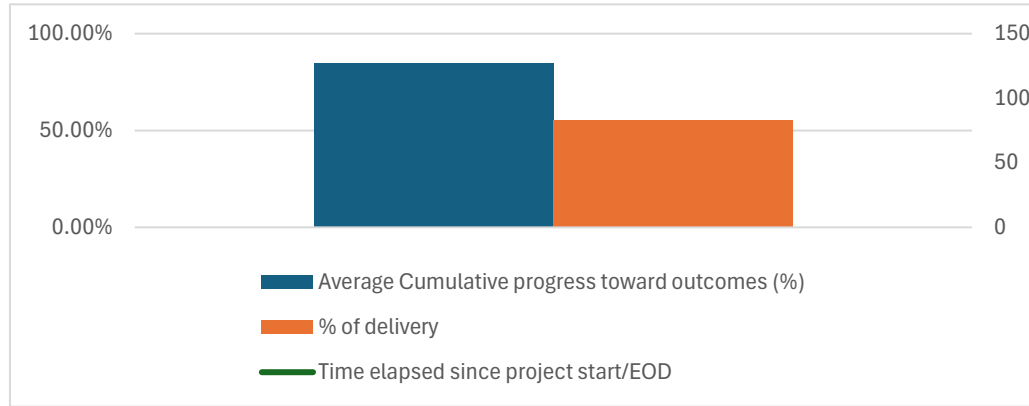 100.00%
50.00%
0.00%
150
100
50
0
Average Cumulative progress toward outcomes (%)
% of delivery
Time elapsed since project start/EOD